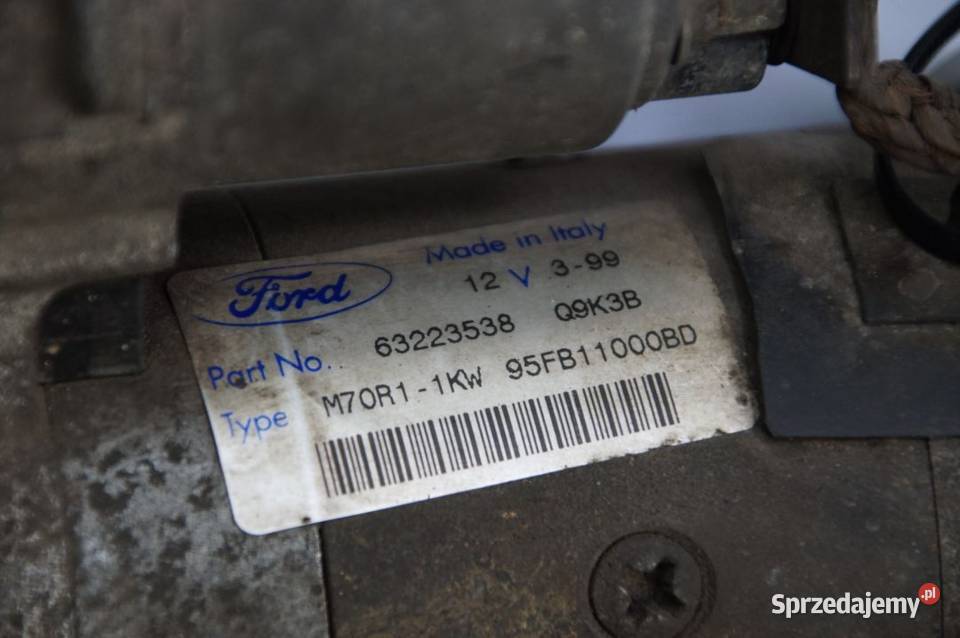 Made in Italy
Ford 12 V 3-99
Part No. 63223538 Q9K3B
Type M70R1-1KW 95FB11000BD
Sprzedajemy.pl